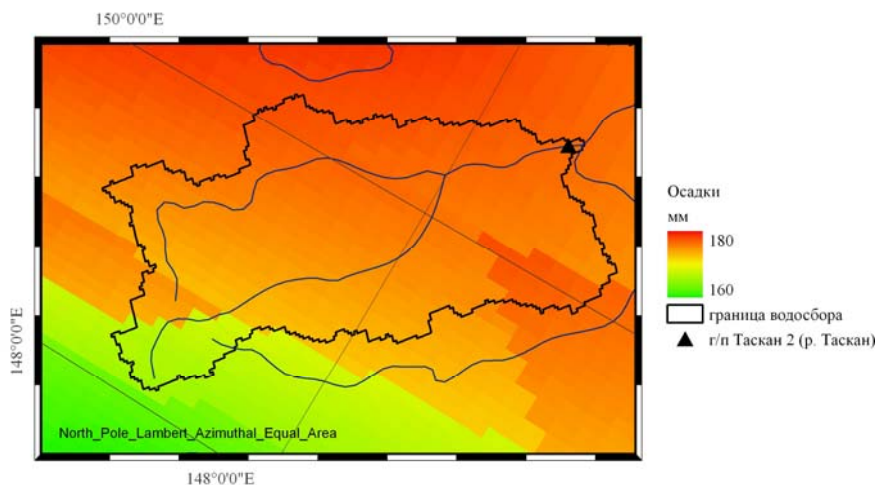 150°0'0"E
Осадки
мм
180
160
граница водосбора
г/п Таскан 2 (р. Таскан)
148°0'0"E
North_Pole_Lambert_Azimuthal_Equal_Area
148°0'0"E